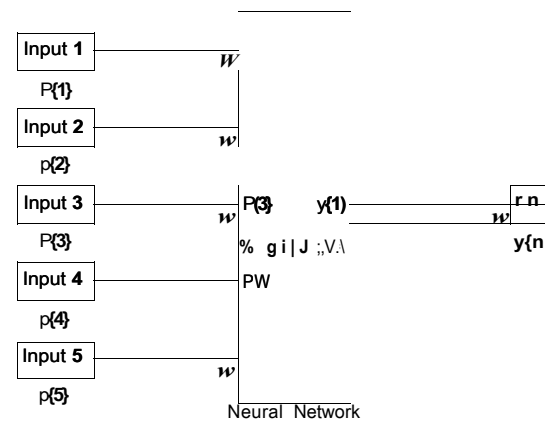 Input 1
w
P{1}
Input 2
w
p{2}
Input 3
w
P(3} y{1)
r n
w
P{3}
% g i | J ;,V.\
y{n
Input 4
PW
p{4}
Input 5
w
p{5}
Neural Network